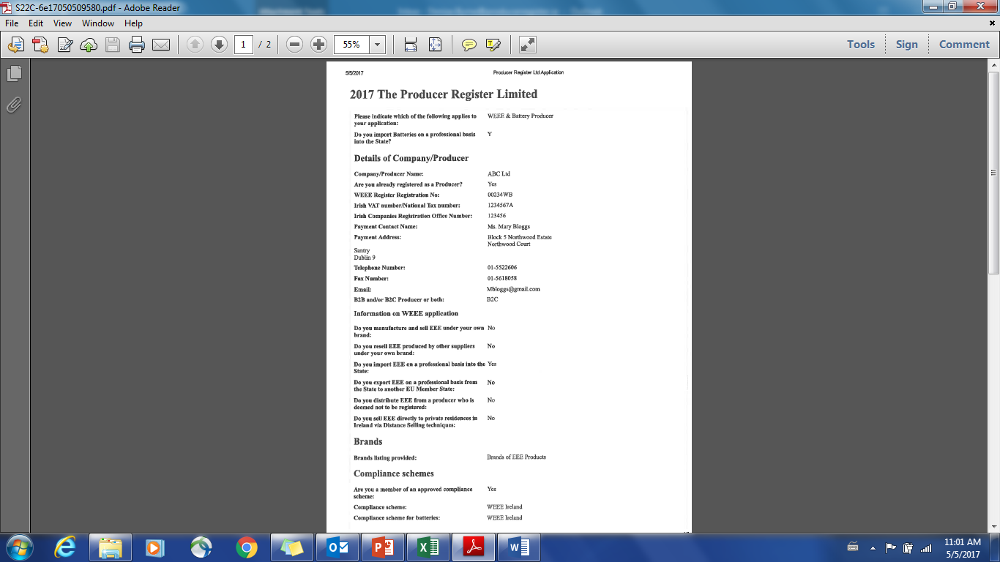 S22C-6e17050509580.pdf - Adobe Reader
File Edit View Window Help
1 / 2 55% Tools Sign Comment
5/5/2017 Producer Register Ltd Application
2017 The Producer Register Limited
Please indicate which of the following applies to WEEE & Battery Producer
your application:
Do you import Batteries on a professional basis Y
into the State?
Details of Company/Producer
Company/Producer Name: ABC Ltd
Are you already registered as a Producer? Yes
WEEE Register Registration No: 00234WB
Irish VAT number/National Tax number: 1234567A
Irish Companies Registration Office Number: 123456
Payment Contact Name: Ms. Mary Bloggs
Payment Address: Block 5 Northwood Estate
Northwood Court
Santry
Dublin 9
Telephone Number: 01-5522606
Fax Number: 01-5618058
Email: Mbloggs@gmail.com
B2B and/or B2C Producer or both: B2C
Information on WEEE application
Do you manufacture and sell EEE under your own No
brand:
Do you resell EEE produced by other suppliers No
under your own brand:
Do you import EEE on a professional basis into the Yes
State:
Do you export EEE on a professional basis from No
the State to another EU Member State:
Do you distribute EEE from a producer who is No
deemed not to be registered:
Do you sell EEE directly to private residences in No
Ireland via Distance Selling techniques:
Brands
Brands listing provided: Brands of EEE Products
Compliance schemes
Are you a member of an approved compliance Yes
scheme:
Compliance scheme: WEEE Ireland
Compliance scheme for batteries: WEEE Ireland
11:01 AM
5/5/2017